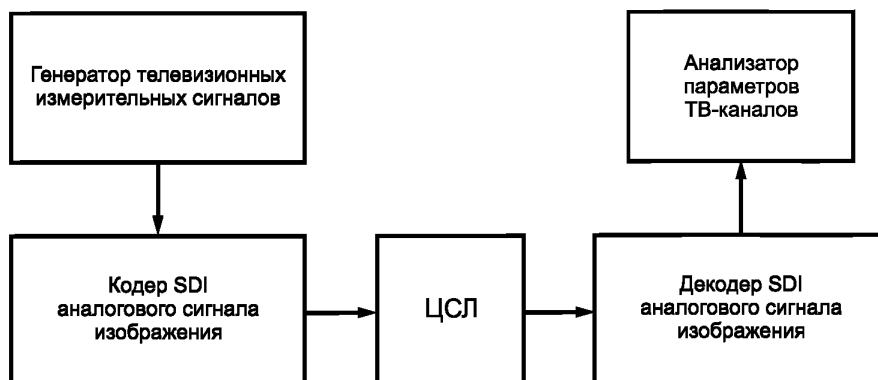 Генератор телевизионных
измерительных сигналов
Анализатор
параметров
ТВ-каналов
Кодер SDI
аналогового сигнала
изображения
ЦСЛ
Декодер SDI
аналогового сигнала
изображения